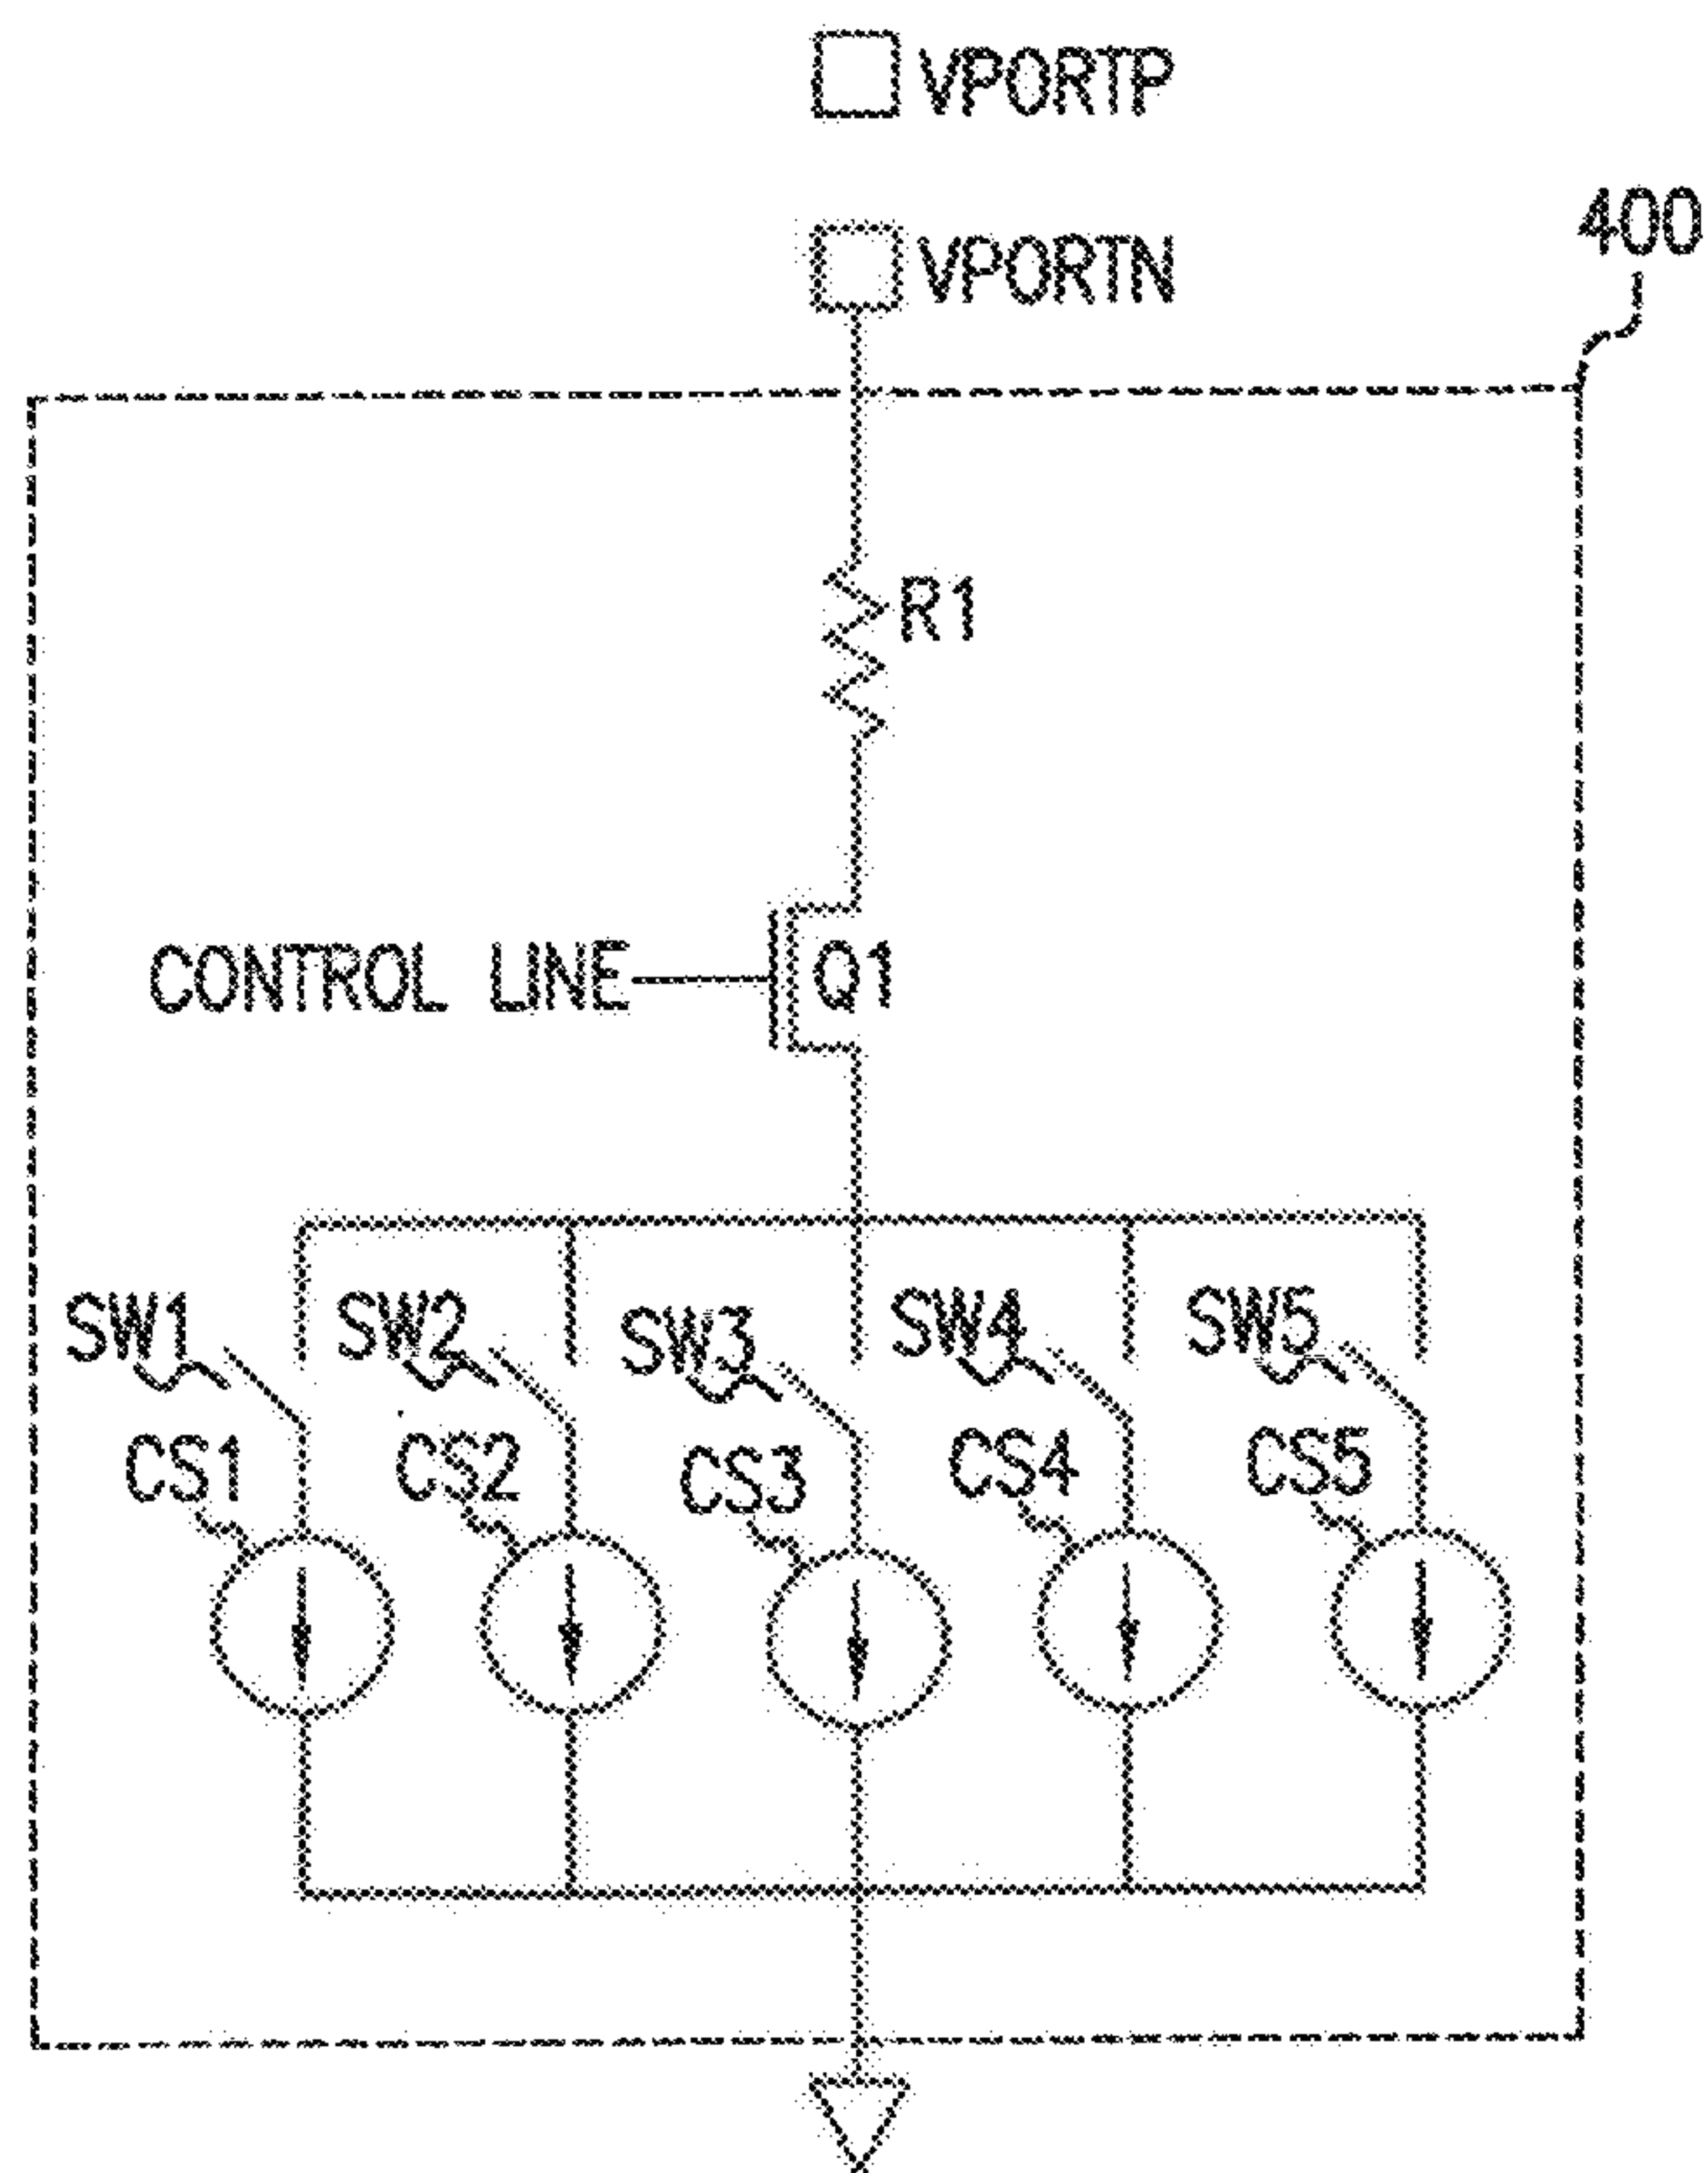 VPORTP
VPORTN
400
R1
CONTROL LINE
Q1
SW1
SW2
SW3
SW4
SW5
CS1
CS2
CS3
CS4
CS5